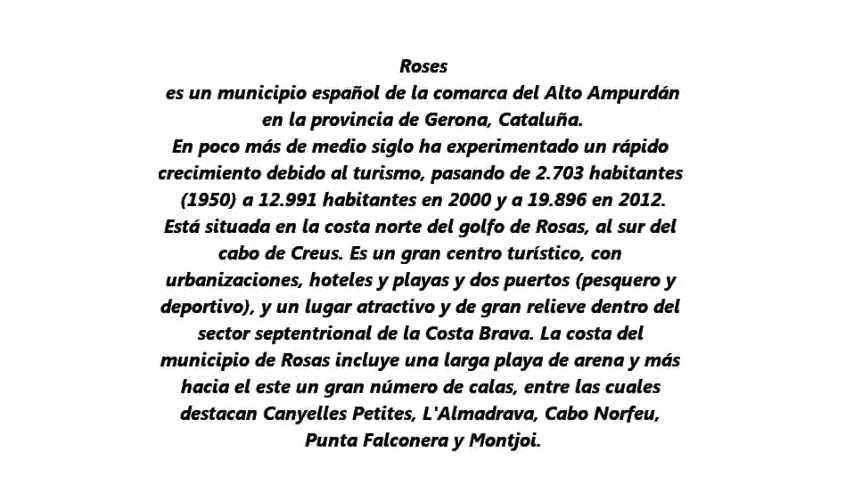 Roses
es un municipio español de la comarca del Alto Ampurdán
en la provincia de Gerona, Cataluña.
En poco más de medio siglo ha experimentado un rápido
crecimiento debido al turismo, pasando de 2.703 habitantes
(1950) a 12.991 habitantes en 2000 y a 19.896 en 2012.
Está situada en la costa norte del golfo de Rosas, al sur del
cabo de Creus. Es un gran centro turístico, con
urbanizaciones, hoteles y playas y dos puertos (pesquero y
deportivo), y un lugar atractivo y de gran relieve dentro del
sector septentrional de la Costa Brava. La costa del
municipio de Rosas incluye una larga playa de arena y más
hacia el este un gran número de calas, entre las cuales
destacan Canyelles Petites, L'Almadrava, Cabo Norfeu,
Punta Falconera y Montjoi.